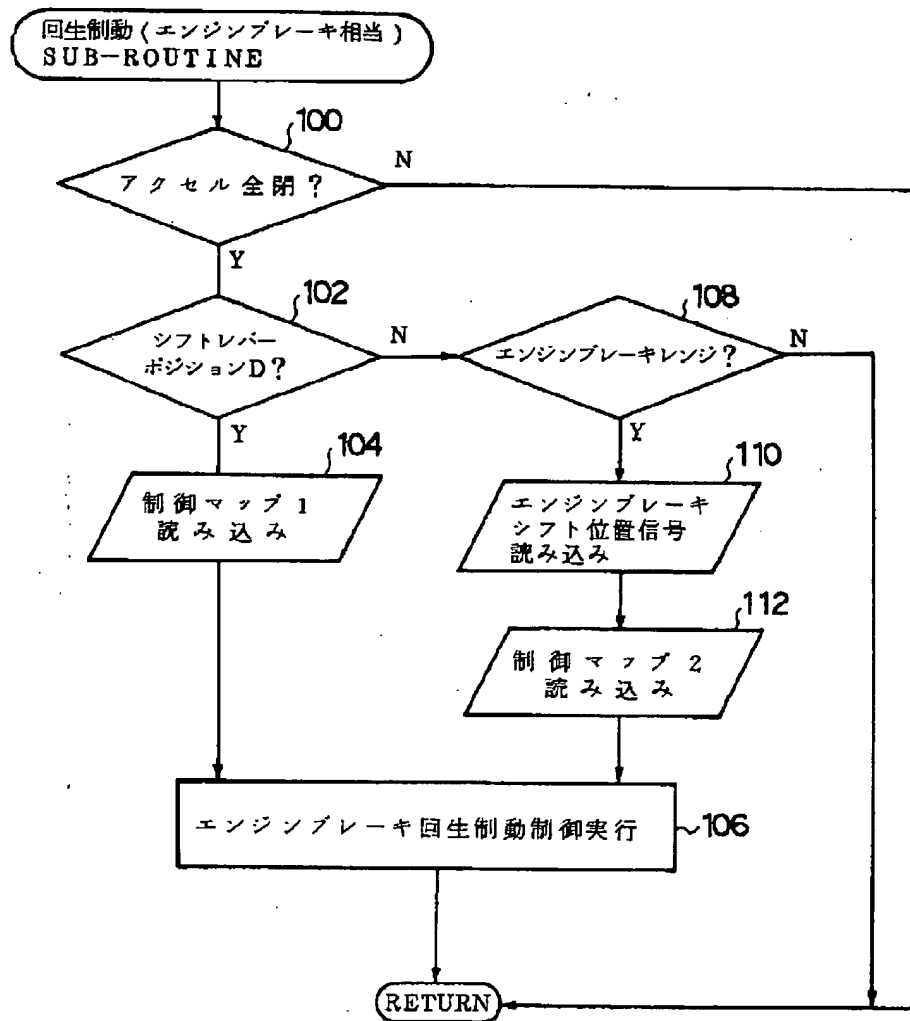 回生制動(エンジンブレーキ相当)
SUB-ROUTINE
100
アクセル全閉?
N
Y
102
シフトレバー
ポジションD?
N
Y
108
エンジンブレーキレンジ?
N
Y
104
制御マップ1
読み込み
110
エンジンブレーキ
シフト位置信号
読み込み
112
制御マップ2
読み込み
エンジンブレーキ回生制動制御実行
106
RETURN